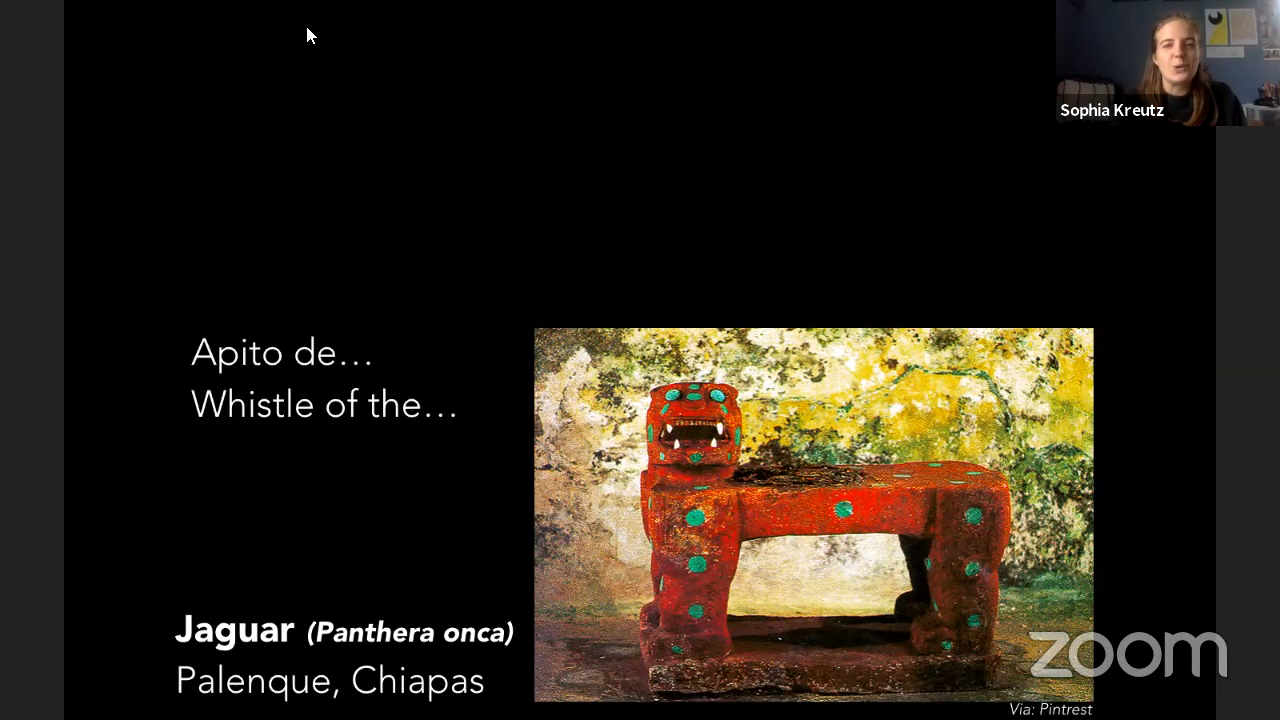 Sophia Kreutz
Apito de…
Whistle of the…
Jaguar (Panthera onca)
Palenque, Chiapas
zoom
Via: Pintrest